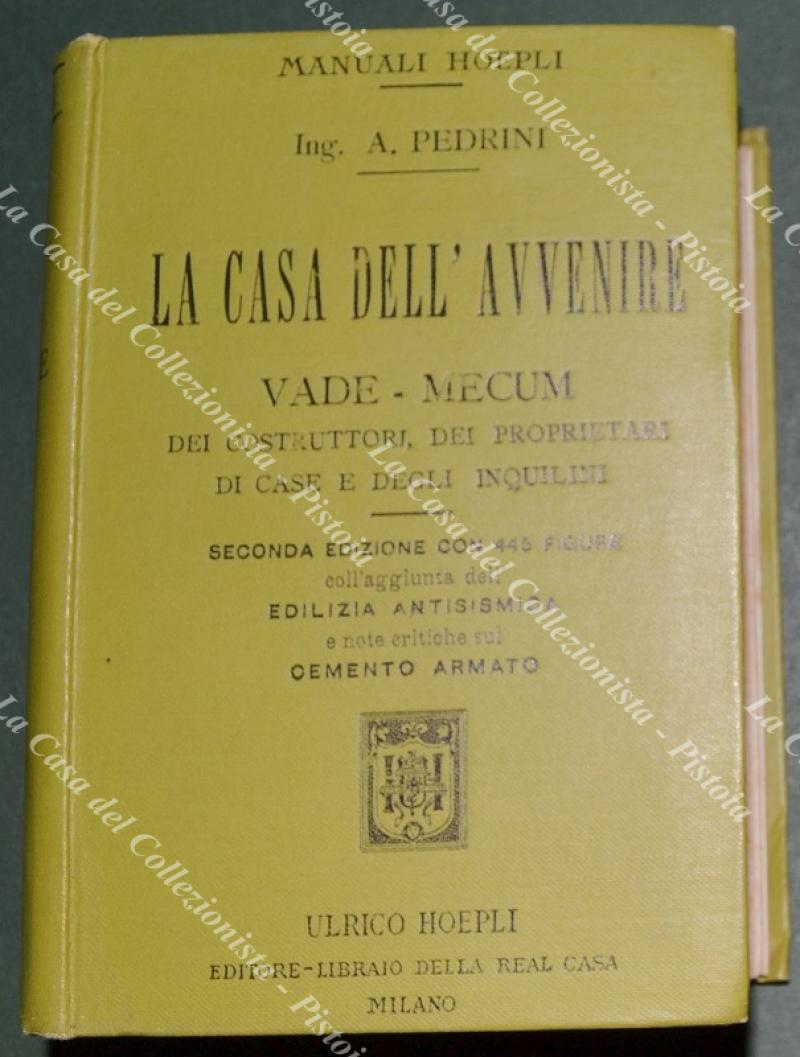 MANUALI HOEPLI
Ing. A. PEDRINI
LA CASA DELL'AVVENIRE
VADE - MECUM
DEI COSTRUTTORI, DEI PROPRIETARI
DI CASE E DEGLI INQUILINI
SECONDA EDIZIONE CON 445 FIGURE
coll'aggiunta dell'
EDILIZIA ANTISISMICA
e note critiche sul
CEMENTO ARMATO
ULRICO HOEPLI
EDITORE-LIBRAIO DELLA REAL CASA
MILANO
La Casa del Collezionista - Pistoia
La Casa del Collezionista - Pistoia
La Casa del Collezionista - Pistoia
La Casa del Collezionista - Pistoia